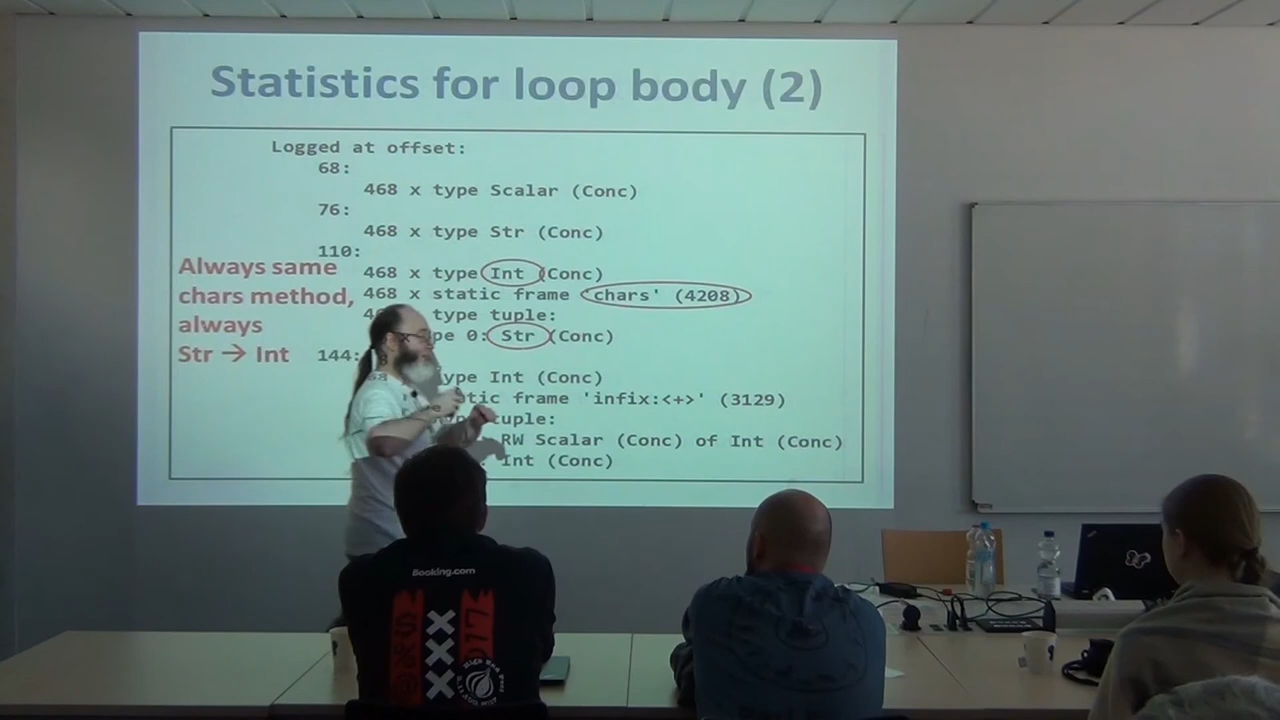 Statistics for loop body (2)
Logged at offset:
68:
468 x type Scalar (Conc)
76:
468 x type Str (Conc)
110:
468 x type Int (Conc)
468 x static frame 'chars' (4208)
type tuple:
0: Str (Conc)
Always same
chars method,
always
Str → Int
144:
Int (Conc)
frame 'infix:<+>' (3129)
tuple:
RW Scalar (Conc) of Int (Conc)
Int (Conc)
Booking.com
XXX